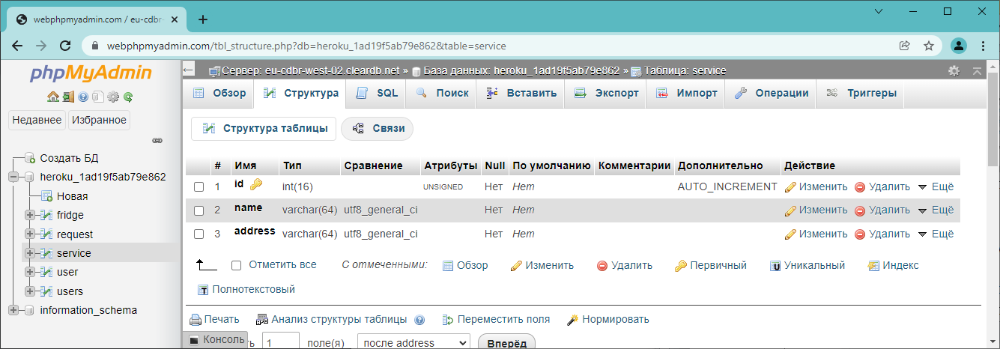 webphpmyadmin.com / eu-cdbr-
webphpmyadmin.com/tbl_structure.php?db=heroku_1ad19f5ab79e862&table=service
phpMyAdmin
Недавнее Избранное
Создать БД
heroku_1ad19f5ab79e862
Новая
fridge
request
service
user
users
information_schema
Сервер: eu-cdbr-west-02.cleardb.net » База данных: heroku_1ad19f5ab79e862 » Таблица: service
Обзор Структура SQL Поиск Вставить Экспорт Импорт Операции Триггеры
Структура таблицы Связи
# Имя Тип Сравнение Атрибуты Null По умолчанию Комментарии Дополнительно Действие
1 id int(16) UNSIGNED Нет Нет AUTO_INCREMENT Изменить Удалить Ещё
2 name varchar(64) utf8_general_ci Нет Нет Изменить Удалить Ещё
3 address varchar(64) utf8_general_ci Нет Нет Изменить Удалить Ещё
Отметить все С отмеченными: Обзор Изменить Удалить Первичный Уникальный Индекс
Полнотекстовый
Печать Анализ структуры таблицы Переместить поля Нормировать
Консоль ть 1 поле(я) после address Вперёд